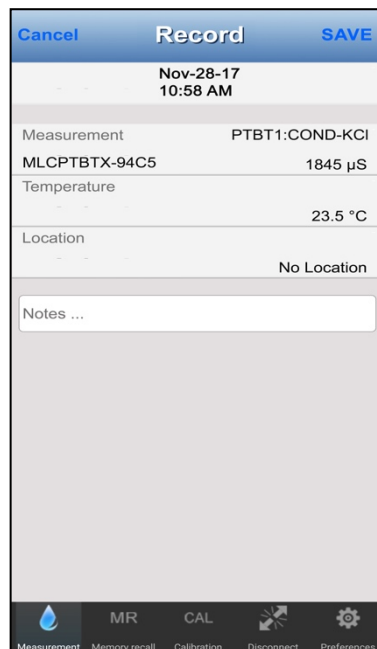 Cancel Record SAVE
Nov-28-17
10:58 AM
Measurement PTBT1:COND-KCl
MLCPTBTX-94C5 1845 µS
Temperature
23.5 °C
Location
No Location
Notes ...
MR CAL
Measurement Memory recall Calibration Disconnect Preferences